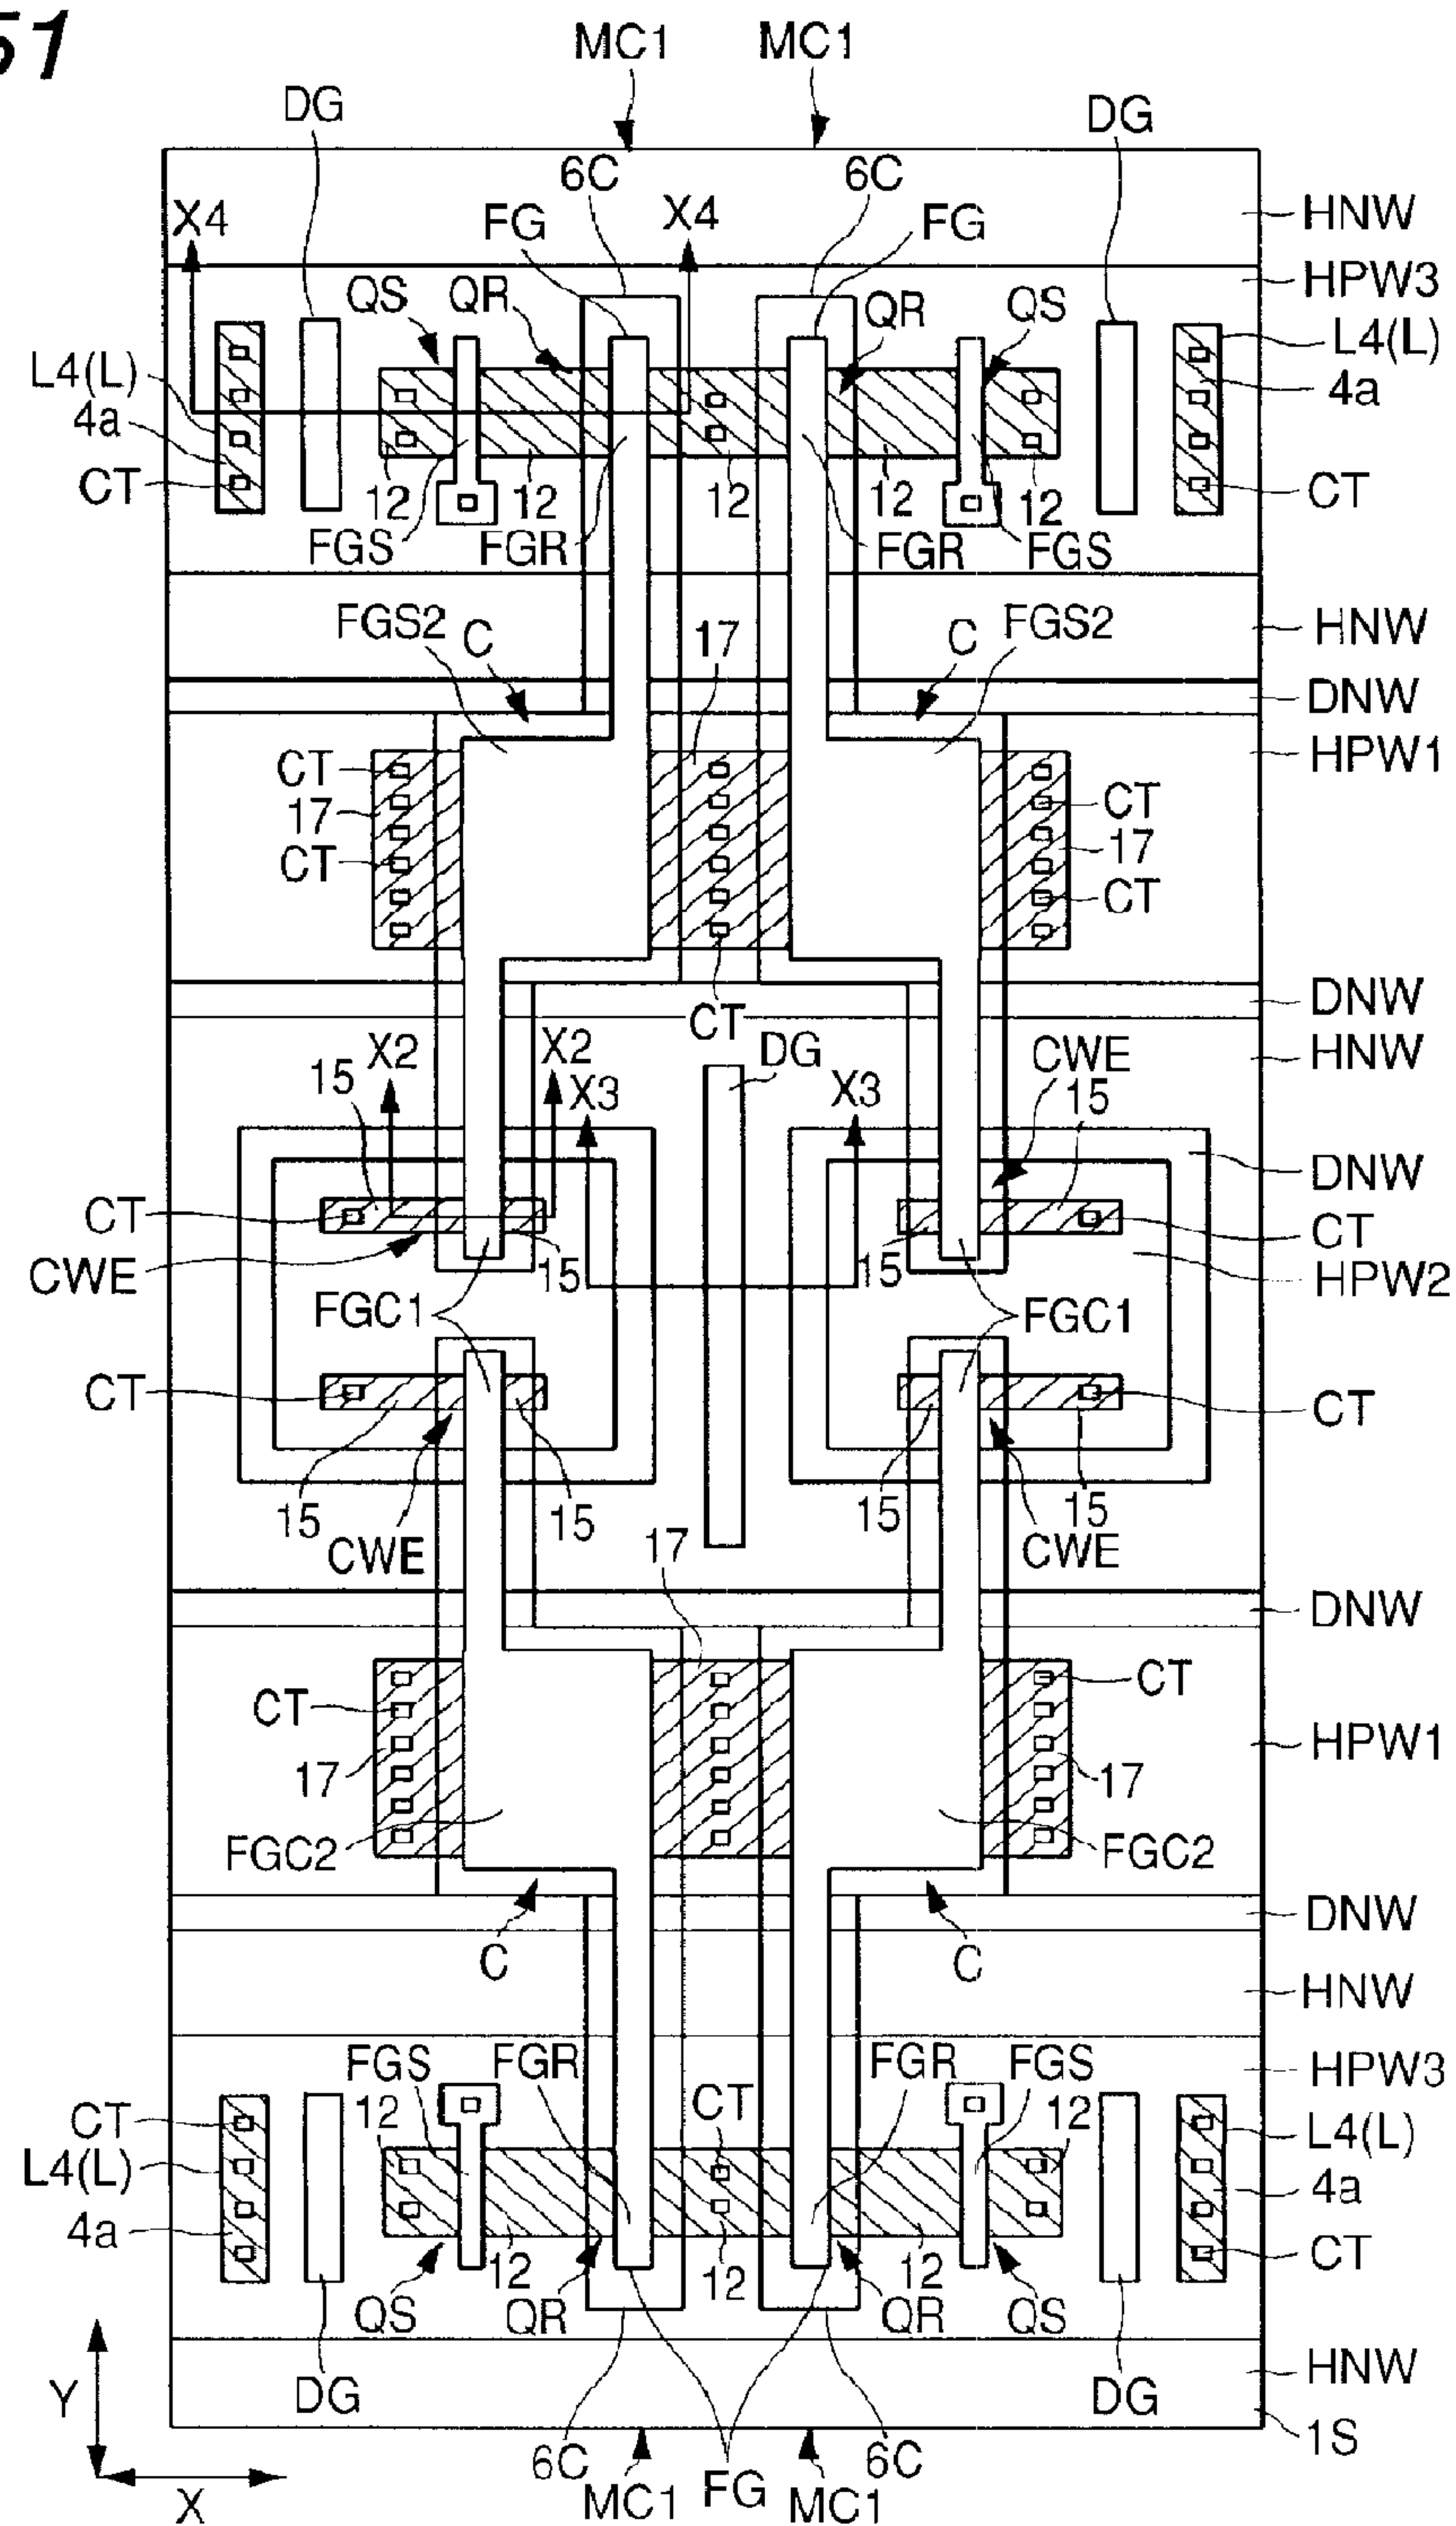 51
MC1 MC1
DG DG
6C 6C
X4 FG X4 FG HNW
HPW3
QS QR QR QS
L4(L) L4(L)
4a 4a
CT 12 12 12 12 12 CT
FGS FGR FGR FGS
FGS2 C 17 C FGS2 HNW
DNW
CT HPW1
17 CT
CT 17
CT
DNW
CT
X2 X2 DG CWE HNW
15 X3 X3 15
DNW
CT CT
CWE 15 15 HPW2
FGC1 FGC1
CT CT
15 15 15 15
CWE 17 CWE
DNW
CT CT
17 17 HPW1
FGC2 FGC2
DNW
C C
HNW
FGS FGR FGR FGS HPW3
CT 12 CT 12
L4(L) L4(L)
4a 4a
12 12 12 CT
QS QR QR QS
Y DG DG HNW
1S
X 6C MC1 FG MC1 6C